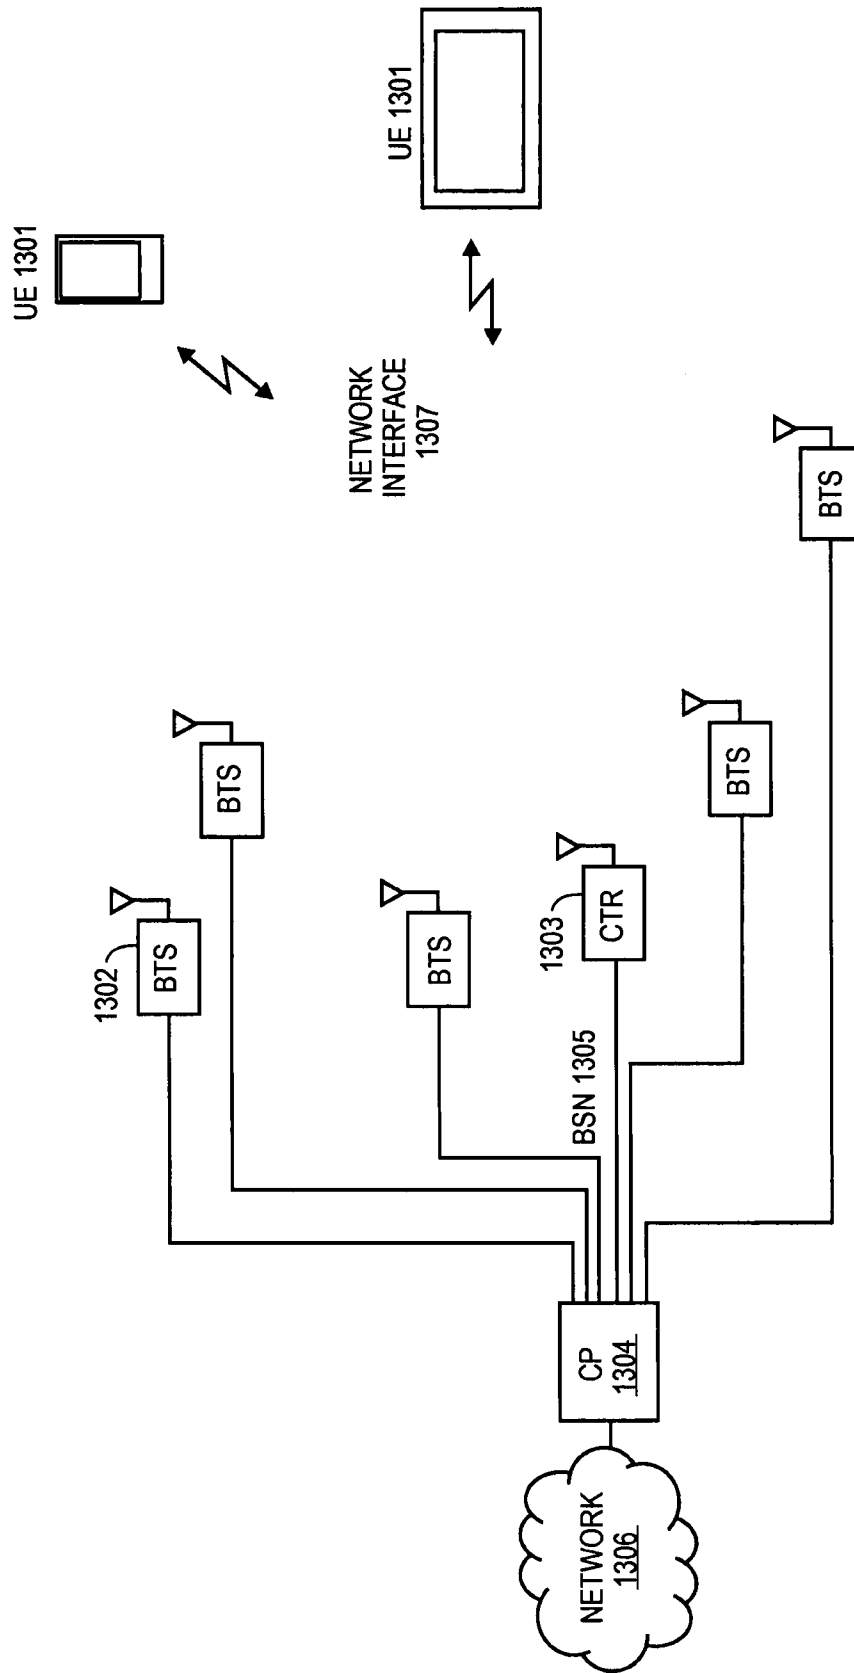 UE 1301
UE 1301
NETWORK
INTERFACE
1307
BTS
BTS
BTS
1302
BTS
BTS
1303
CTR
BSN 1305
CP
1304
NETWORK
1306